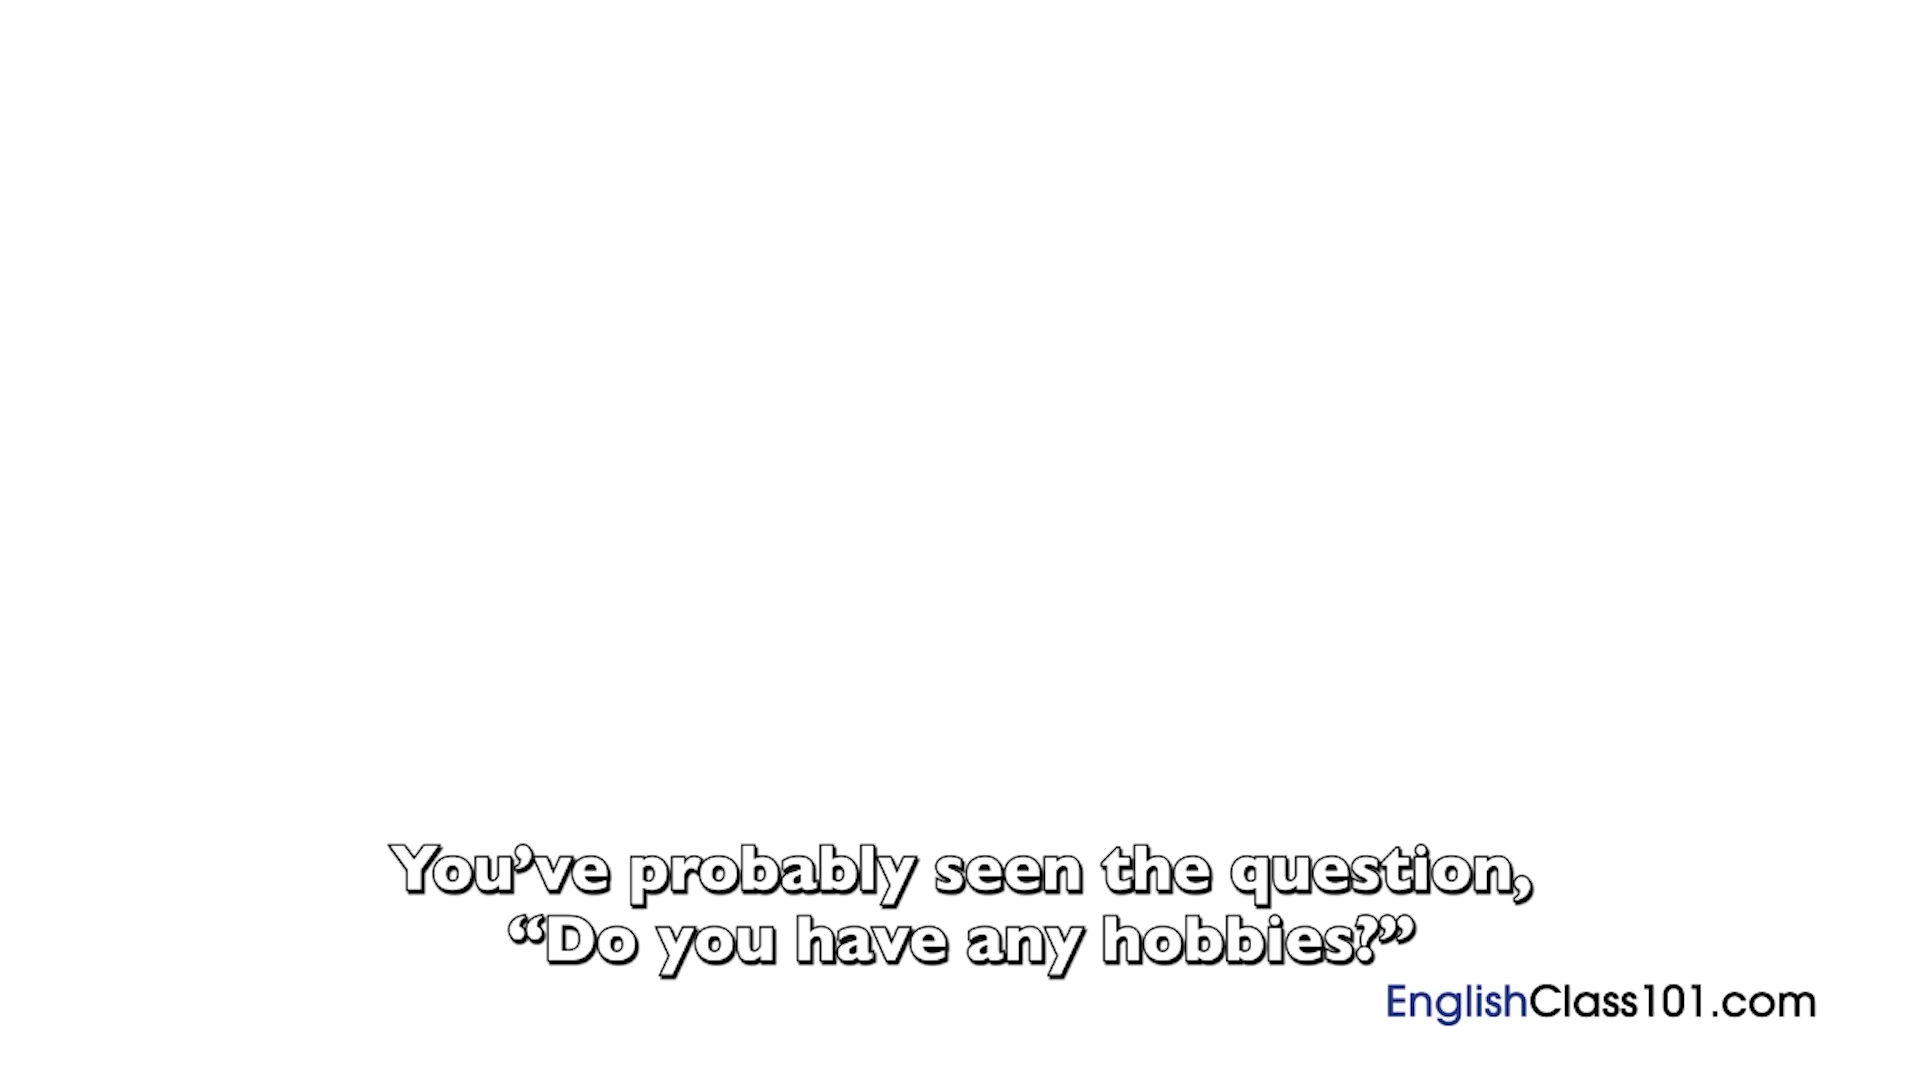 You’ve probably seen the question,
“Do you have any hobbies?”
EnglishClass101.com